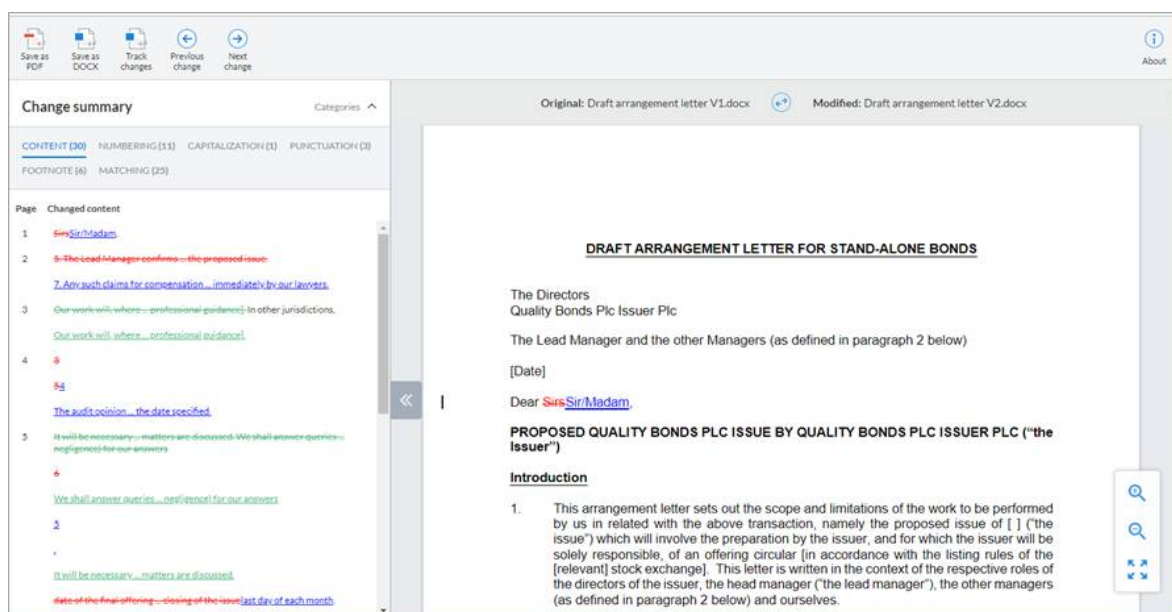 Save as PDF
Save as DOCX
Track changes
Previous change
Next change
About
Change summary
Categories
Original: Draft arrangement letter V1.docx
Modified: Draft arrangement letter V2.docx
CONTENT (30) NUMBERING (11) CAPITALIZATION (1) PUNCTUATION (3)
FOOTNOTE (6) MATCHING (25)
Page Changed content
1 SirsSir/Madam.
2 5. The Lead Manager confirms ... the proposed issue.
7. Any such claims for compensation ... immediately by our lawyers.
3 Our work will, where ... professional guidance]. In other jurisdictions,
Our work will, where ... professional guidance].
4 3
54
The audit opinion ... the date specified.
5 It will be necessary ... matters are discussed. We shall answer queries ...
negligence) for our answers
6
We shall answer queries ... negligence) for our answers
5
,
It will be necessary ... matters are discussed.
date of the final offering ... closing of the issuelast day of each month
DRAFT ARRANGEMENT LETTER FOR STAND-ALONE BONDS
The Directors
Quality Bonds Plc Issuer Plc
The Lead Manager and the other Managers (as defined in paragraph 2 below)
[Date]
Dear SirsSir/Madam,
PROPOSED QUALITY BONDS PLC ISSUE BY QUALITY BONDS PLC ISSUER PLC (“the
Issuer”)
Introduction
1. This arrangement letter sets out the scope and limitations of the work to be performed
by us in related with the above transaction, namely the proposed issue of [ ] (“the
issue”) which will involve the preparation by the issuer, and for which the issuer will be
solely responsible, of an offering circular [in accordance with the listing rules of the
[relevant] stock exchange]. This letter is written in the context of the respective roles of
the directors of the issuer, the head manager (“the lead manager”), the other managers
(as defined in paragraph 2 below) and ourselves.